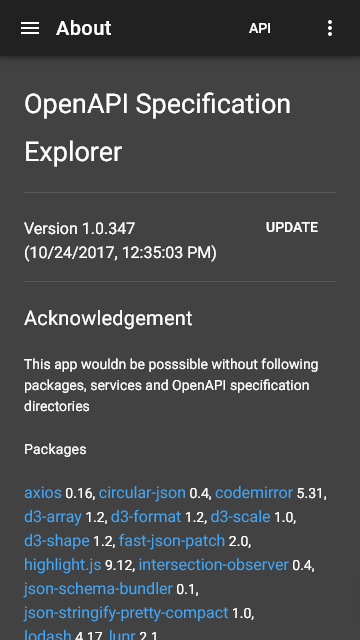 About API
OpenAPI Specification
Explorer
Version 1.0.347 UPDATE
(10/24/2017, 12:35:03 PM)
Acknowledgement
This app wouldn be posssible without following
packages, services and OpenAPI specification
directories
Packages
axios 0.16, circular-json 0.4, codemirror 5.31,
d3-array 1.2, d3-format 1.2, d3-scale 1.0,
d3-shape 1.2, fast-json-patch 2.0,
highlight.js 9.12, intersection-observer 0.4,
json-schema-bundler 0.1,
json-stringify-pretty-compact 1.0,
lodash 4.17, lunr 2.1